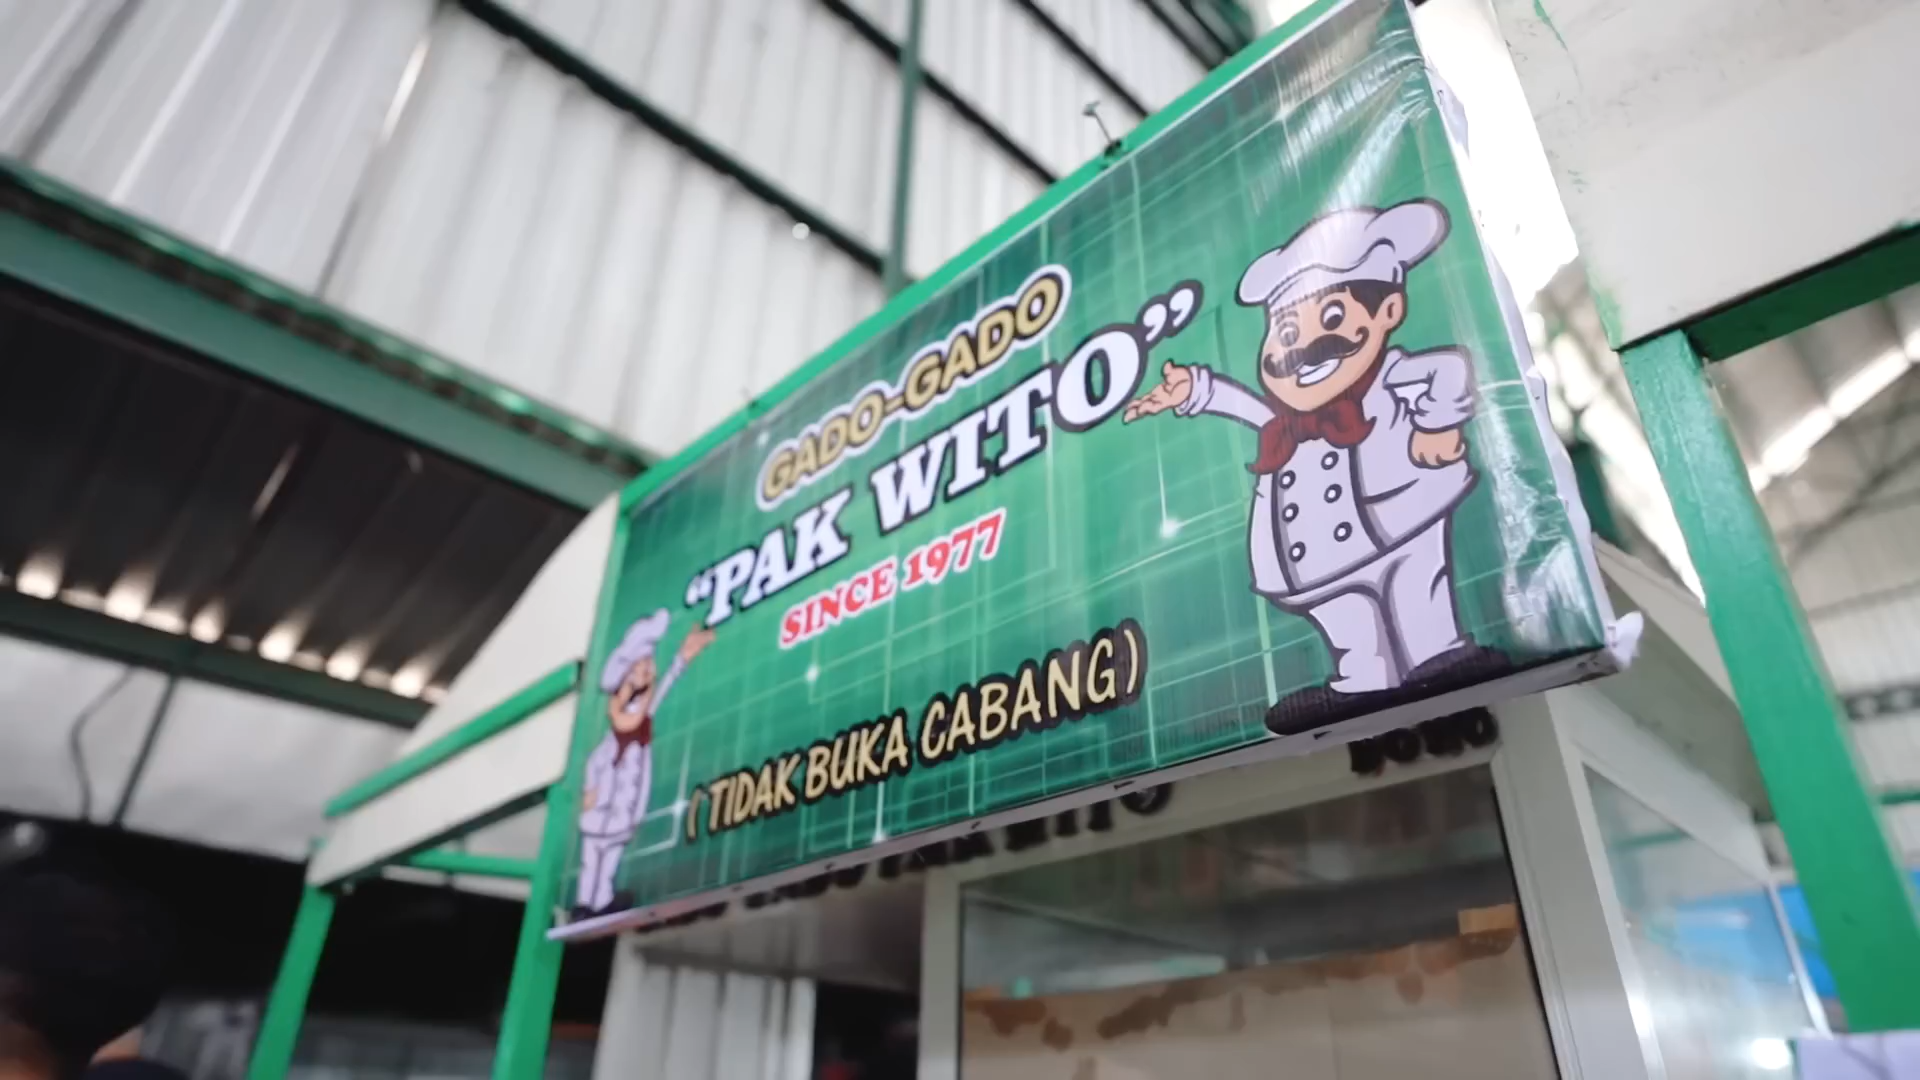 GADO-GADO
“PAK WITO”
SINCE 1977
( TIDAK BUKA CABANG )